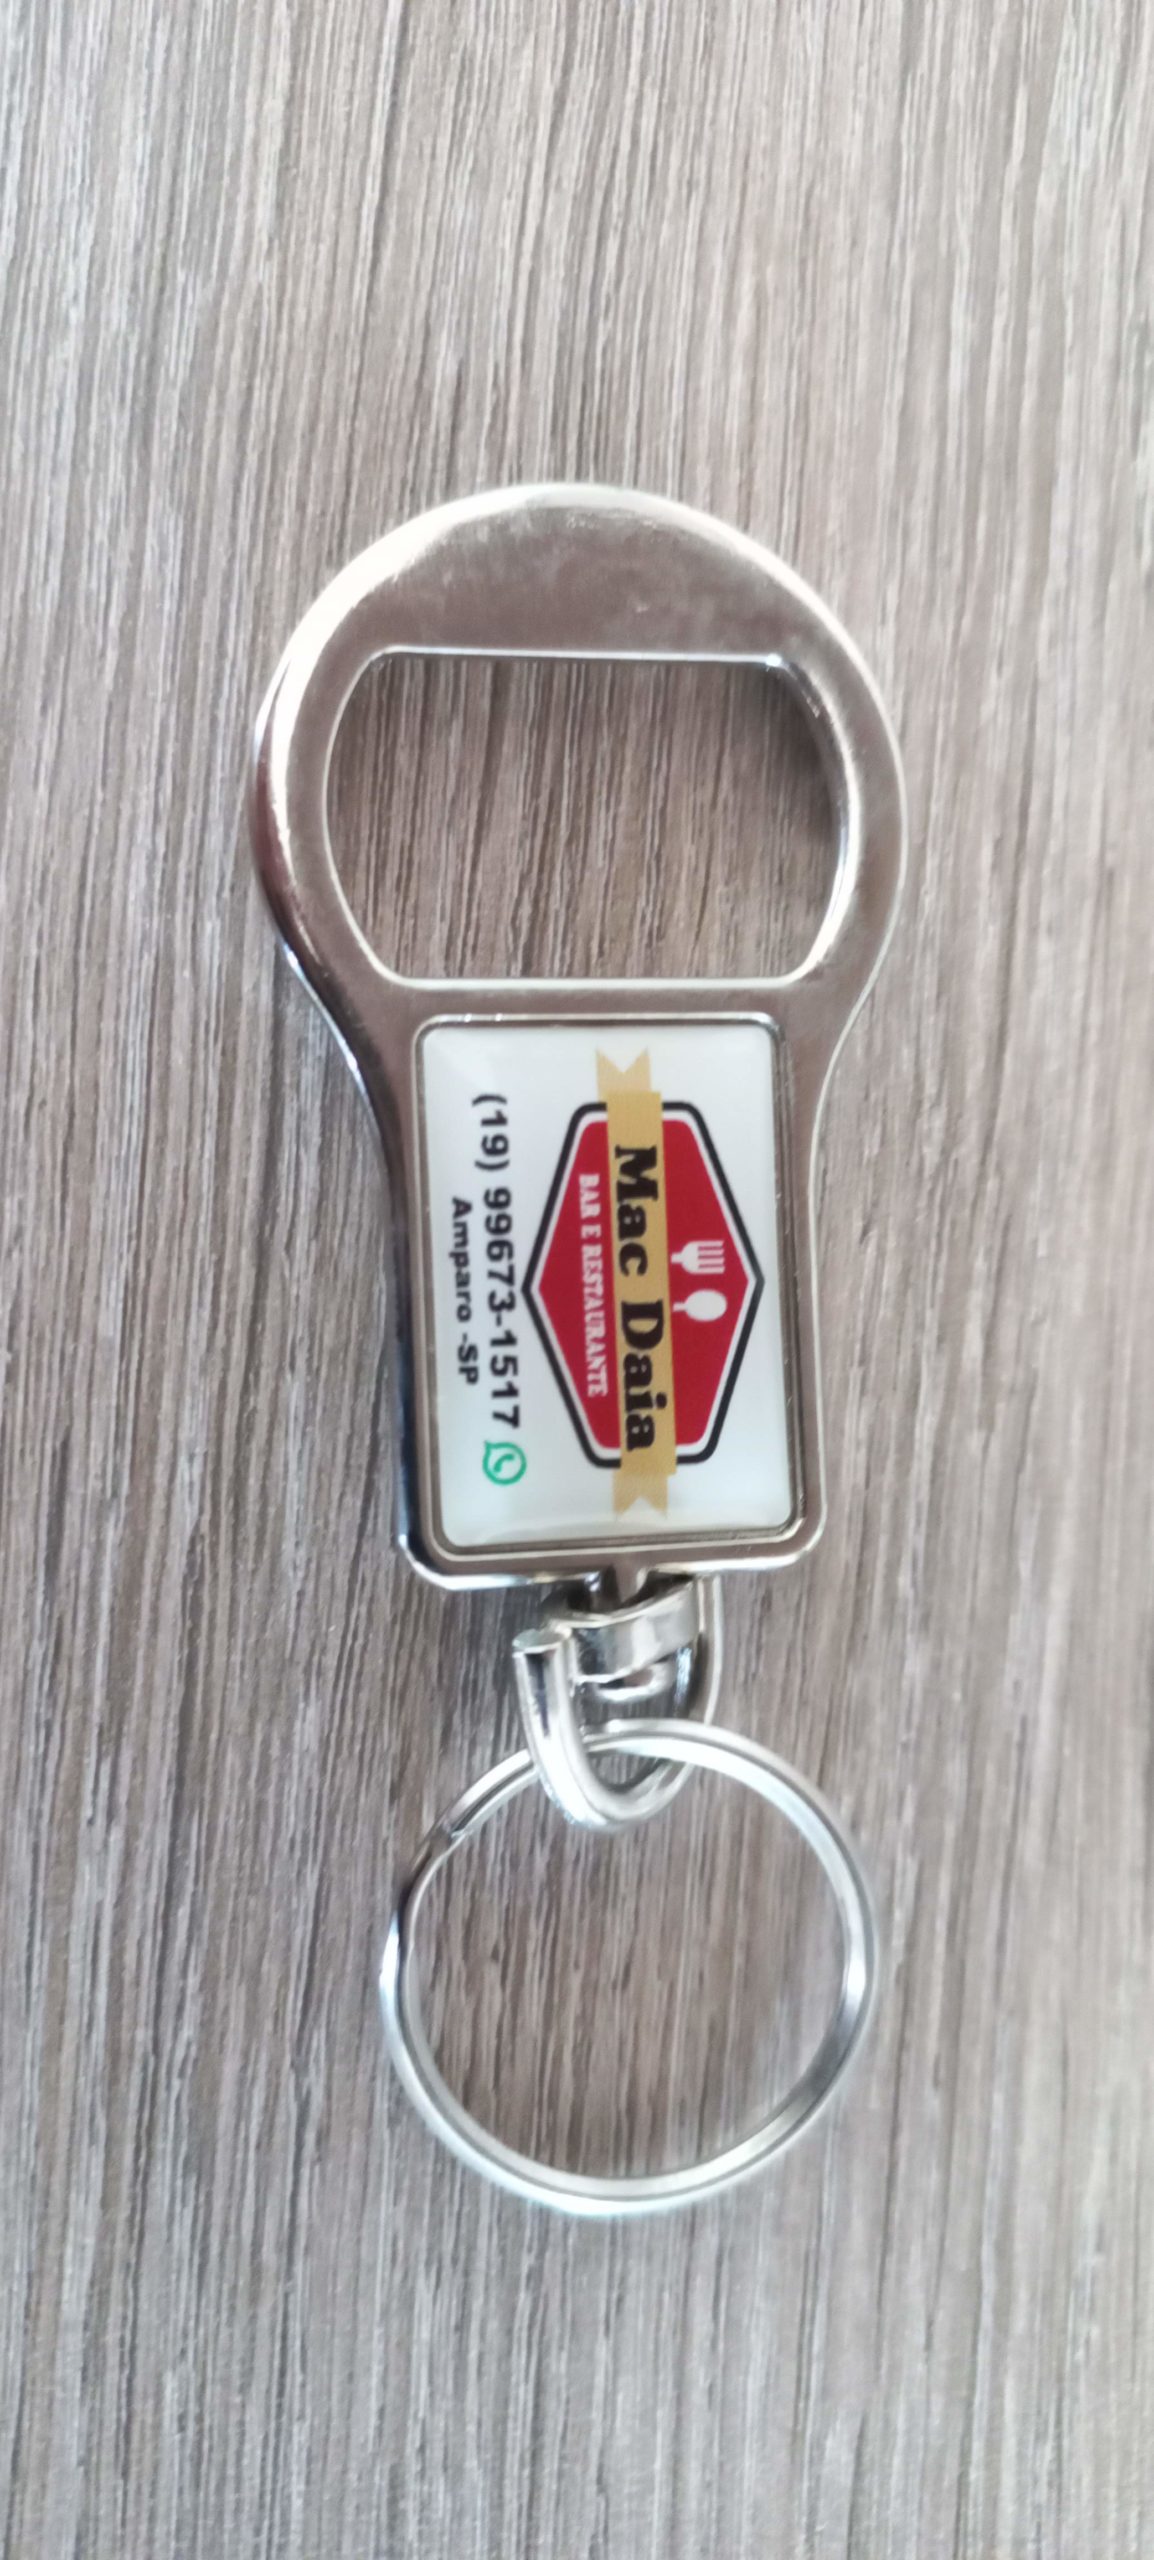 Mac Daia
BAR E RESTAURANTE
(19) 99673-1517
Amparo -SP